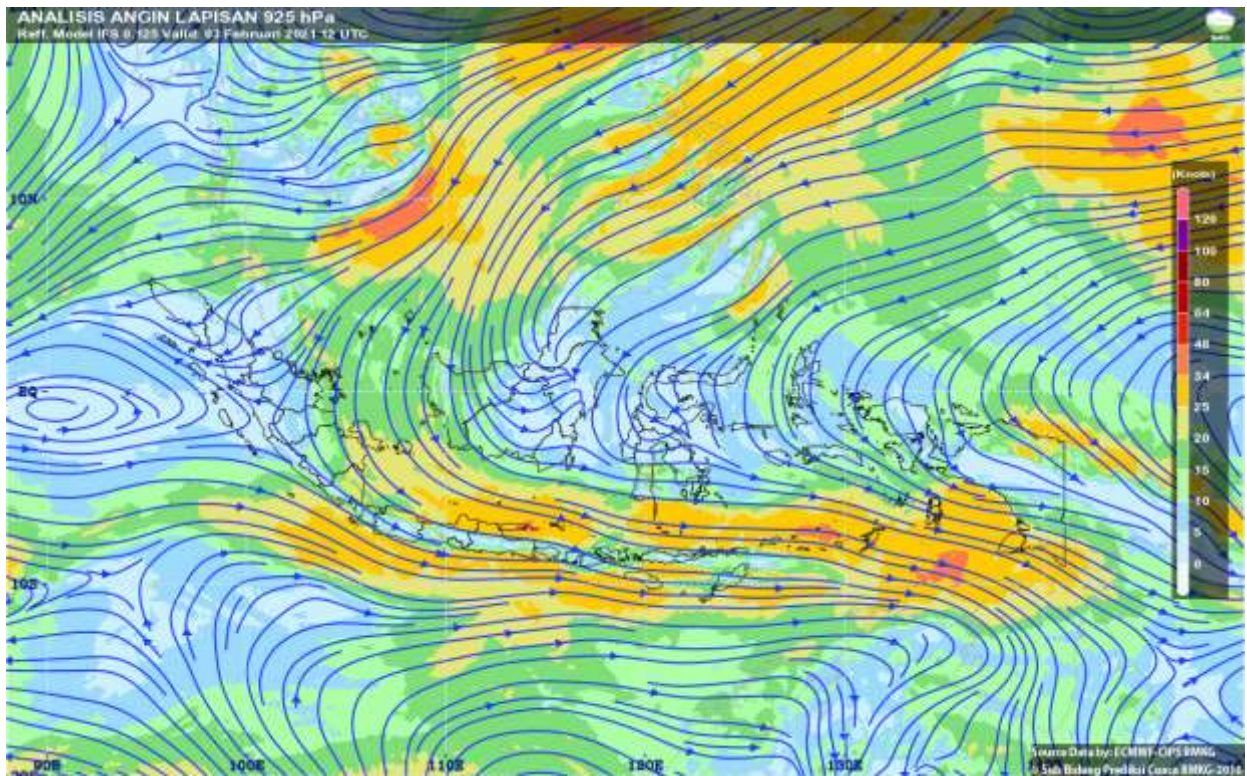 ANALISIS ANGIN LAPISAN 925 hPa
Reff. Model IFS 0.125 Valid. 03 Februari 2021 12 UTC
BMKG
(Knots)
120
100
80
64
48
34
25
20
15
10
5
0
10N
EQ
10S
90E
100E
110E
120E
130E
Source Data by: ECMWF-CIPS BMKG
© Sub Bidang Prediksi Cuaca BMKG-2018